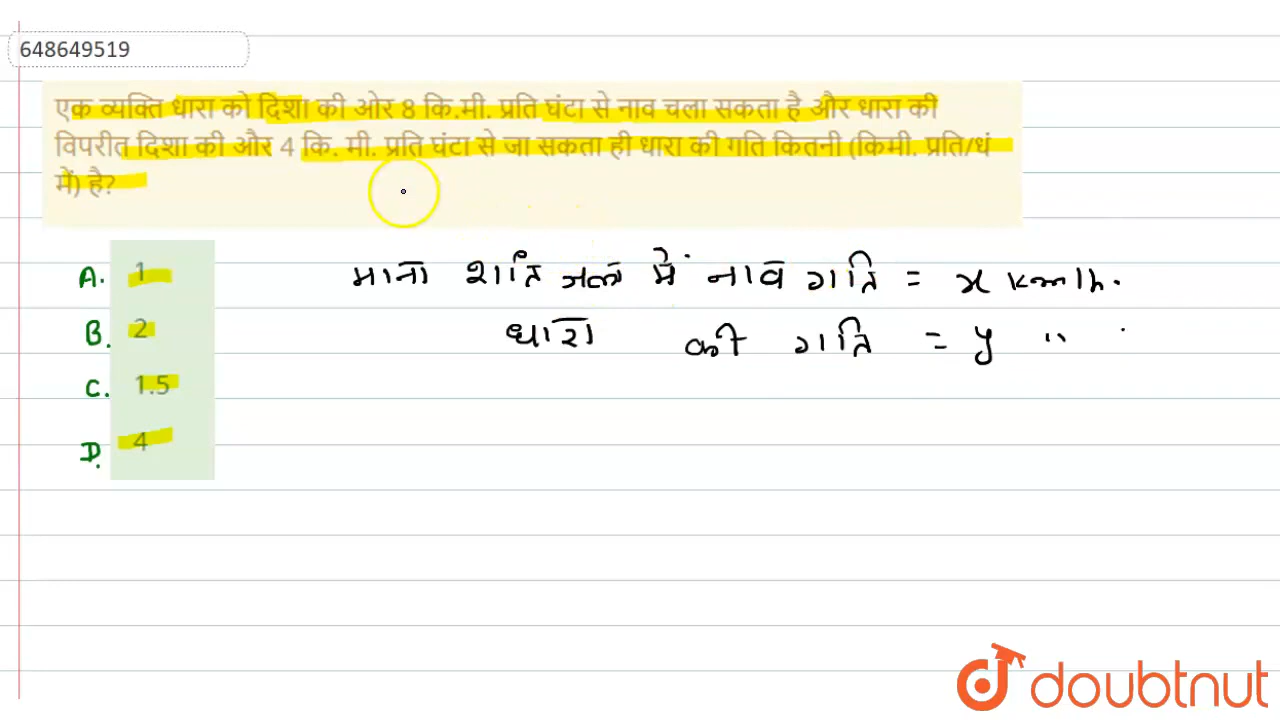 648649519
एक व्यक्ति धारा को दिशा की ओर 8 कि.मी. प्रति घंटा से नाव चला सकता है और धारा की
विपरीत दिशा की और 4 कि. मी. प्रति घंटा से जा सकता ही धारा की गति कितनी (किमी. प्रति/धं
में) है?
A. 1
B. 2
C. 1.5
D. 4
माना शांति जल में नाव गति = x km/h.
धारा की गति = y "
doubtnut